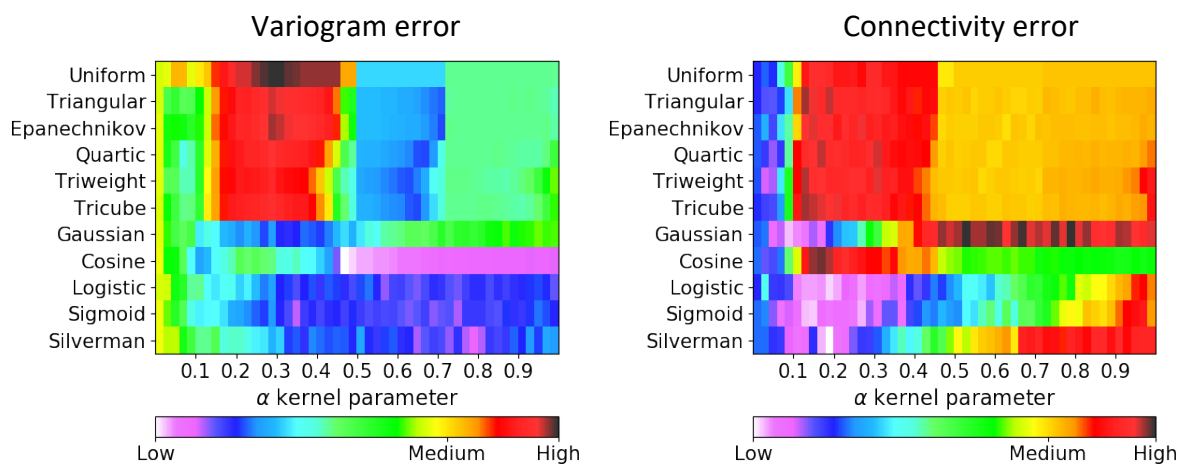 Variogram error
Uniform
Triangular
Epanechnikov
Quartic
Triweight
Tricube
Gaussian
Cosine
Logistic
Sigmoid
Silverman
0.1 0.2 0.3 0.4 0.5 0.6 0.7 0.8 0.9
α kernel parameter
Low Medium High
Connectivity error
Uniform
Triangular
Epanechnikov
Quartic
Triweight
Tricube
Gaussian
Cosine
Logistic
Sigmoid
Silverman
0.1 0.2 0.3 0.4 0.5 0.6 0.7 0.8 0.9
α kernel parameter
Low Medium High